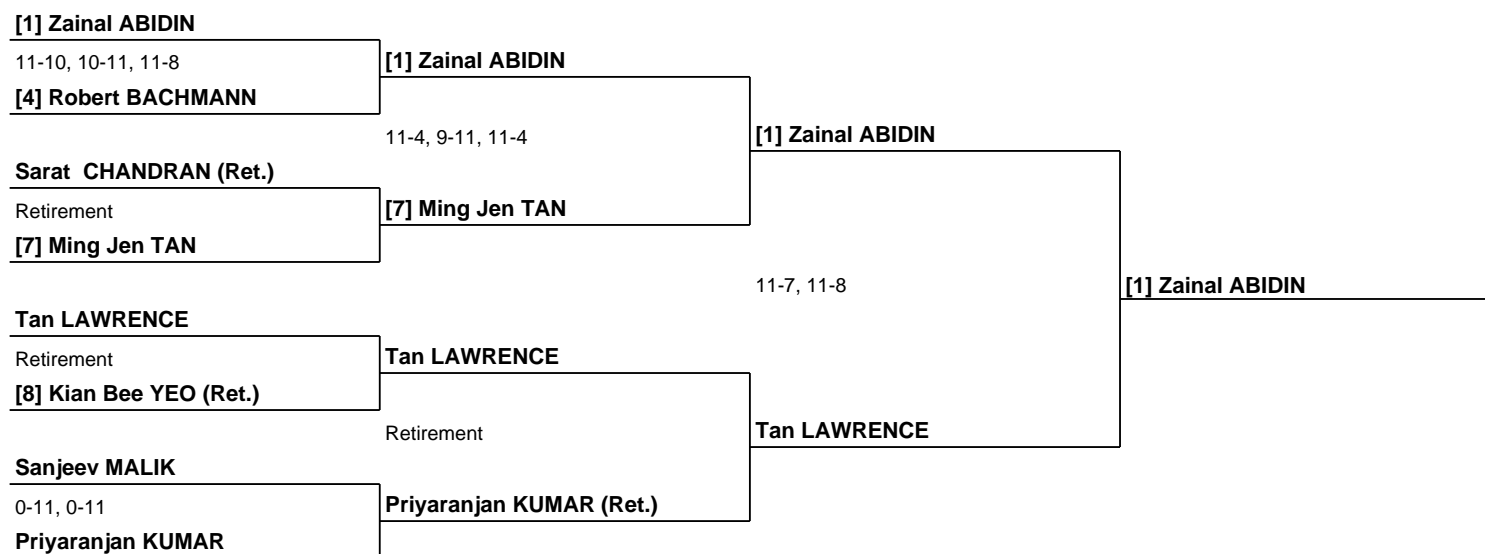 [1] Zainal ABIDIN
11-10, 10-11, 11-8
[1] Zainal ABIDIN
[4] Robert BACHMANN
11-4, 9-11, 11-4
[1] Zainal ABIDIN
Sarat  CHANDRAN (Ret.)
Retirement
[7] Ming Jen TAN
[7] Ming Jen TAN
11-7, 11-8
[1] Zainal ABIDIN
Tan LAWRENCE
Retirement
Tan LAWRENCE
[8] Kian Bee YEO (Ret.)
Retirement
Tan LAWRENCE
Sanjeev MALIK
0-11, 0-11
Priyaranjan KUMAR (Ret.)
Priyaranjan KUMAR